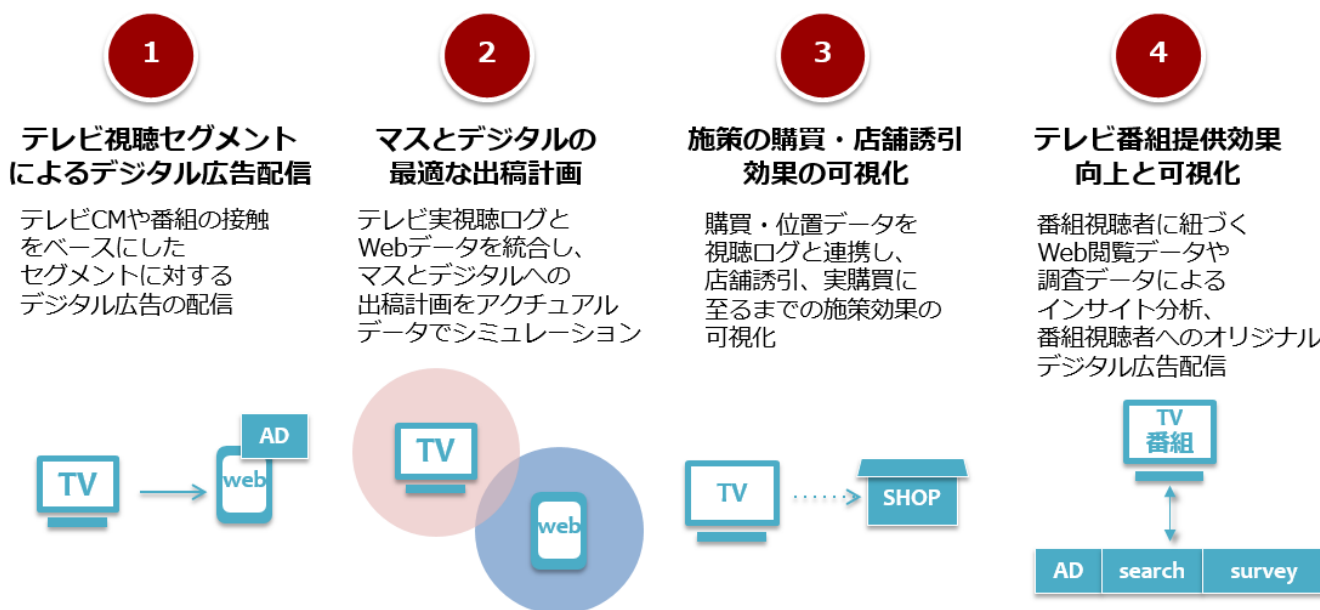 1
テレビ視聴セグメント
によるデジタル広告配信
テレビCMや番組の接触
をベースにした
セグメントに対する
デジタル広告の配信
TV
AD
web
2
マスとデジタルの
最適な出稿計画
テレビ実視聴ログと
Webデータを統合し、
マスとデジタルへの
出稿計画をアクチュアル
データでシミュレーション
TV
web
3
施策の購買・店舗誘引
効果の可視化
購買・位置データを
視聴ログと連携し、
店舗誘引、実購買に
至るまでの施策効果の
可視化
TV
SHOP
4
テレビ番組提供効果
向上と可視化
番組視聴者に紐づく
Web閲覧データや
調査データによる
インサイト分析、
番組視聴者へのオリジナル
デジタル広告配信
TV
番組
AD search survey